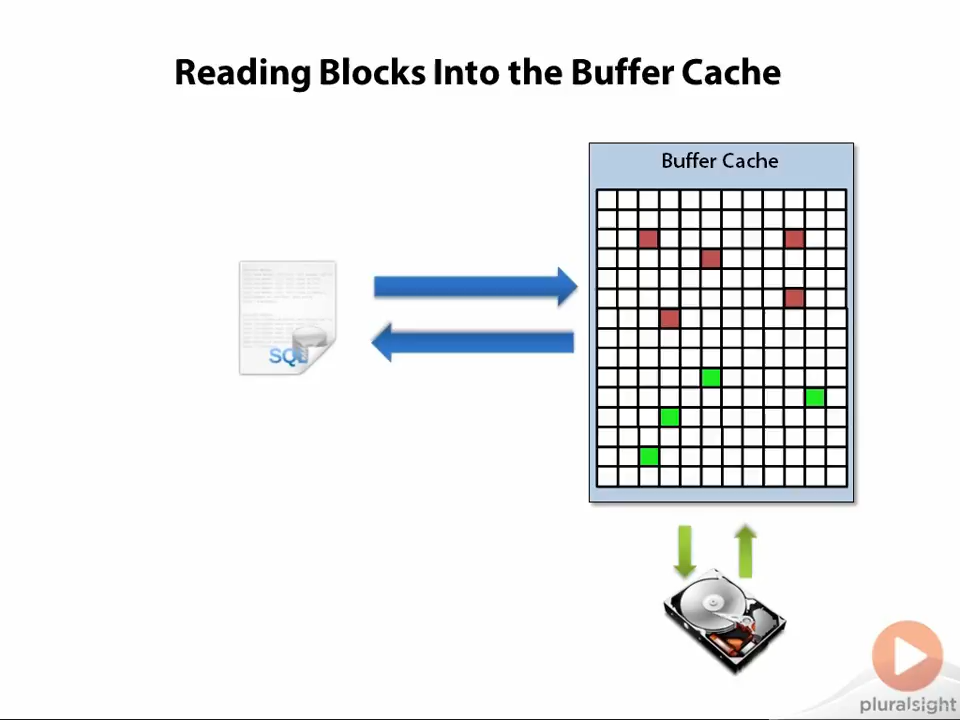 Reading Blocks Into the Buffer Cache
Buffer Cache
SQL
pluralsight